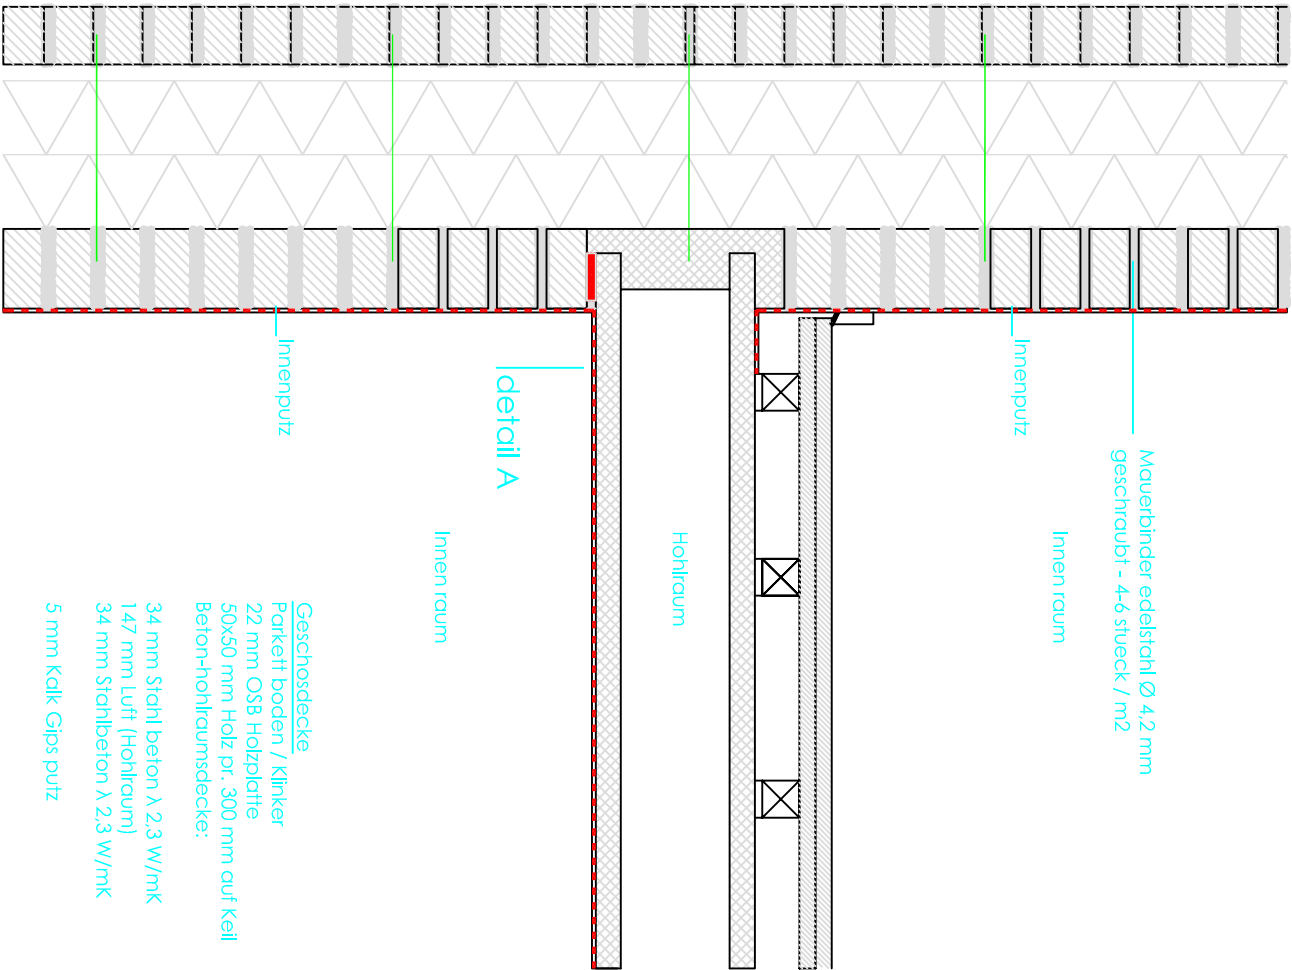 Mauerbinder edelstahl Ø 4,2 mm
geschraubt - 4-6 stueck / m2
Innenputz
Innen raum
Hohlraum
detail A
Innen raum
Innenputz
Geschosdecke
Parkett boden / Klinker
22 mm OSB Holzplatte
50x50 mm Holz pr. 300 mm auf Keil
Beton-hohlraumsdecke:
34 mm Stahl beton λ 2,3 W/mK
147 mm Luft (Hohlraum)
34 mm Stahlbeton λ 2,3 W/mK
5 mm Kalk Gips putz